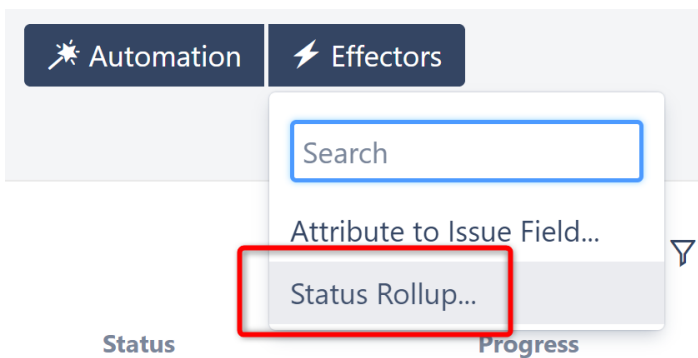 Automation Effectors
Search
Attribute to Issue Field...
Status Rollup...
Status Progress